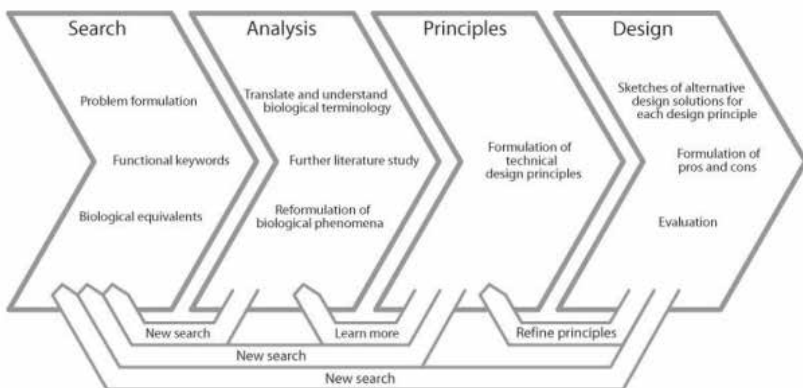 Search
Problem formulation
Functional keywords
Biological equivalents
Analysis
Translate and understand
biological terminology
Further literature study
Reformulation of
biological phenomena
Principles
Formulation of
technical
design principles
Design
Sketches of alternative
design solutions for
each design principle
Formulation of
pros and cons
Evaluation
New search
Learn more
Refine principles
New search
New search